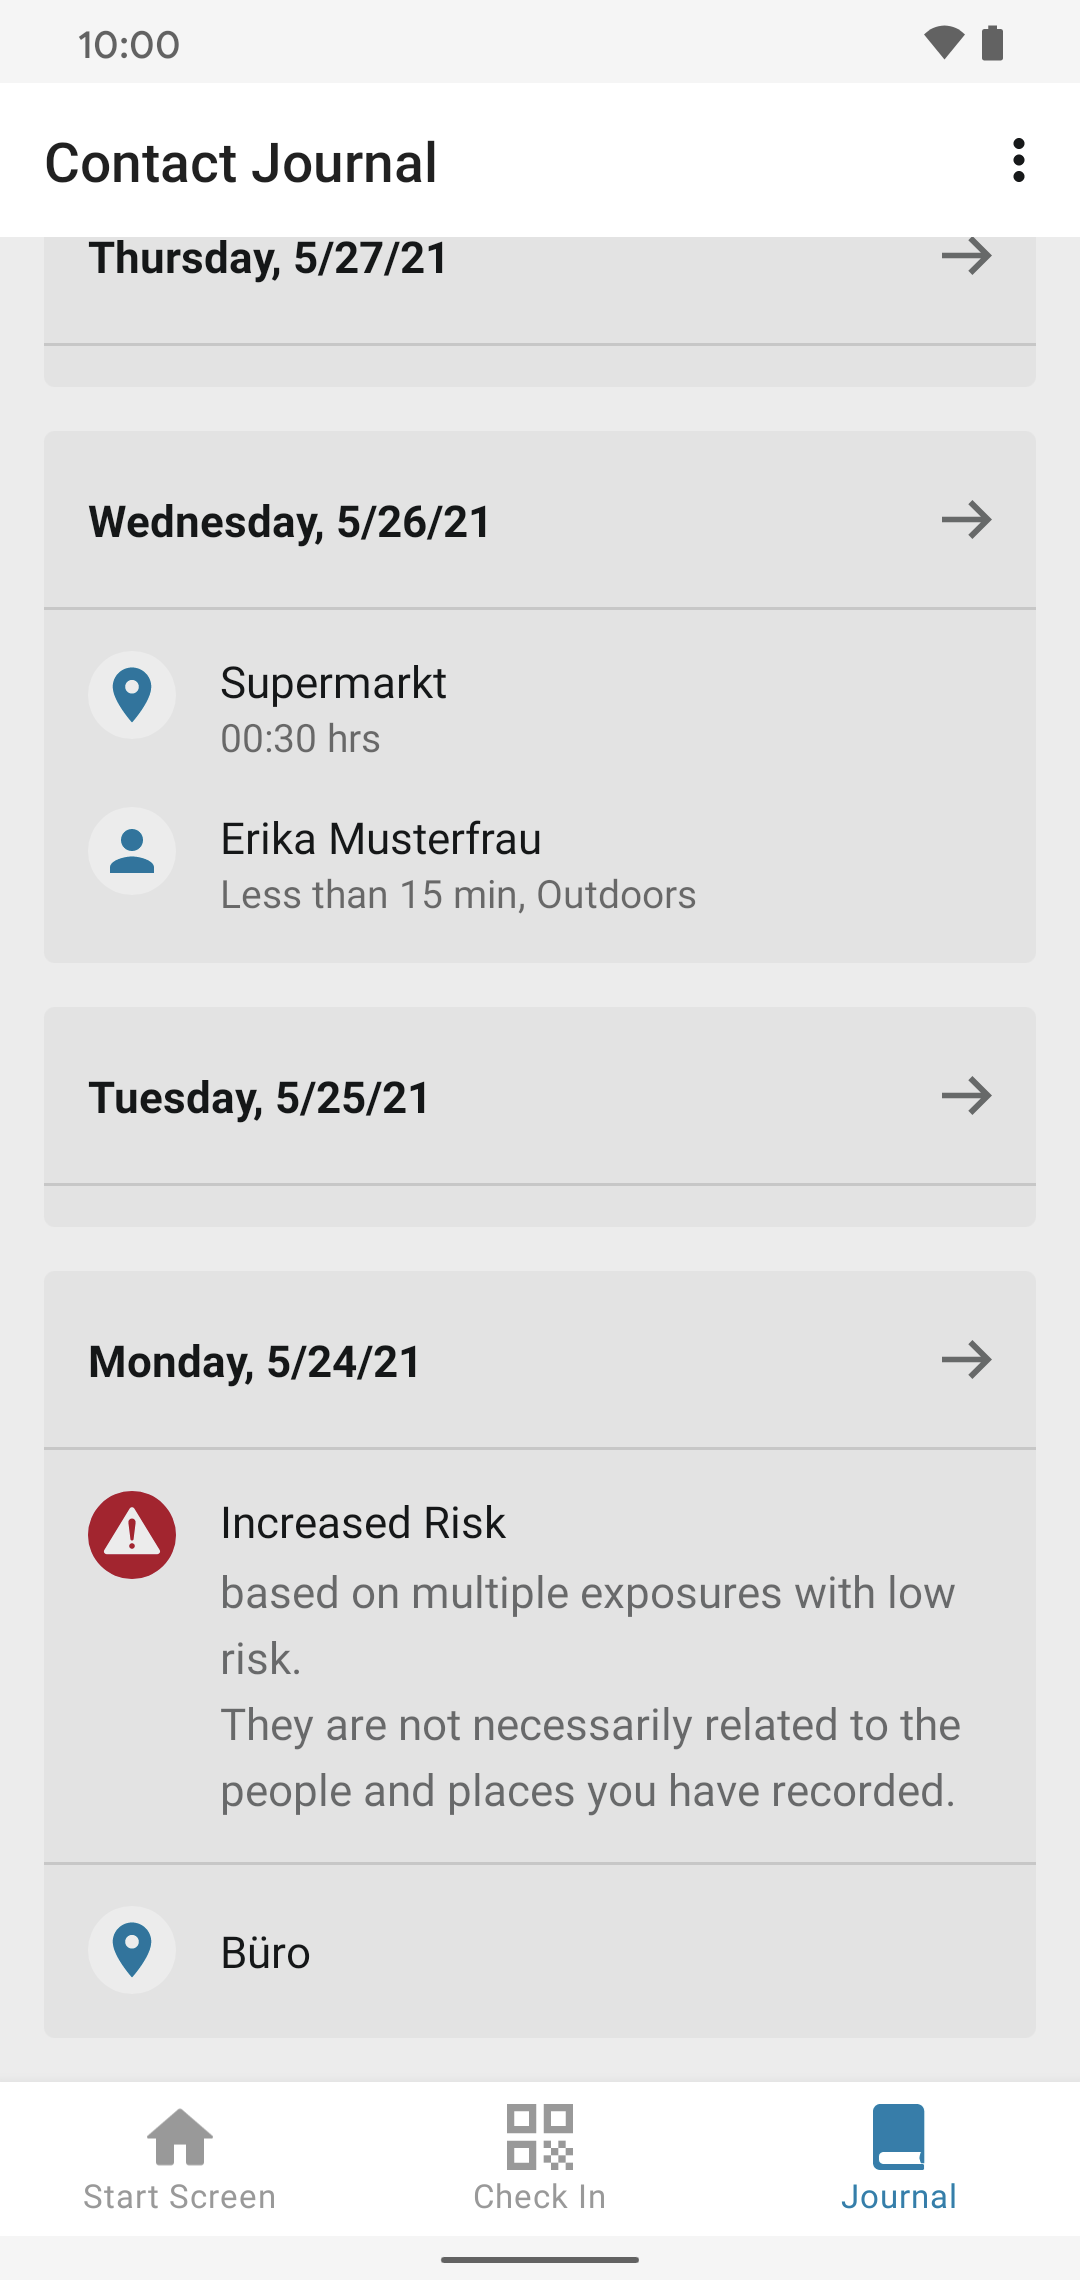 10:00
Contact Journal
Thursday, 5/27/21
Wednesday, 5/26/21
Supermarkt
00:30 hrs
Erika Musterfrau
Less than 15 min, Outdoors
Tuesday, 5/25/21
Monday, 5/24/21
Increased Risk
based on multiple exposures with low
risk.
They are not necessarily related to the
people and places you have recorded.
Büro
Start Screen
Check In
Journal